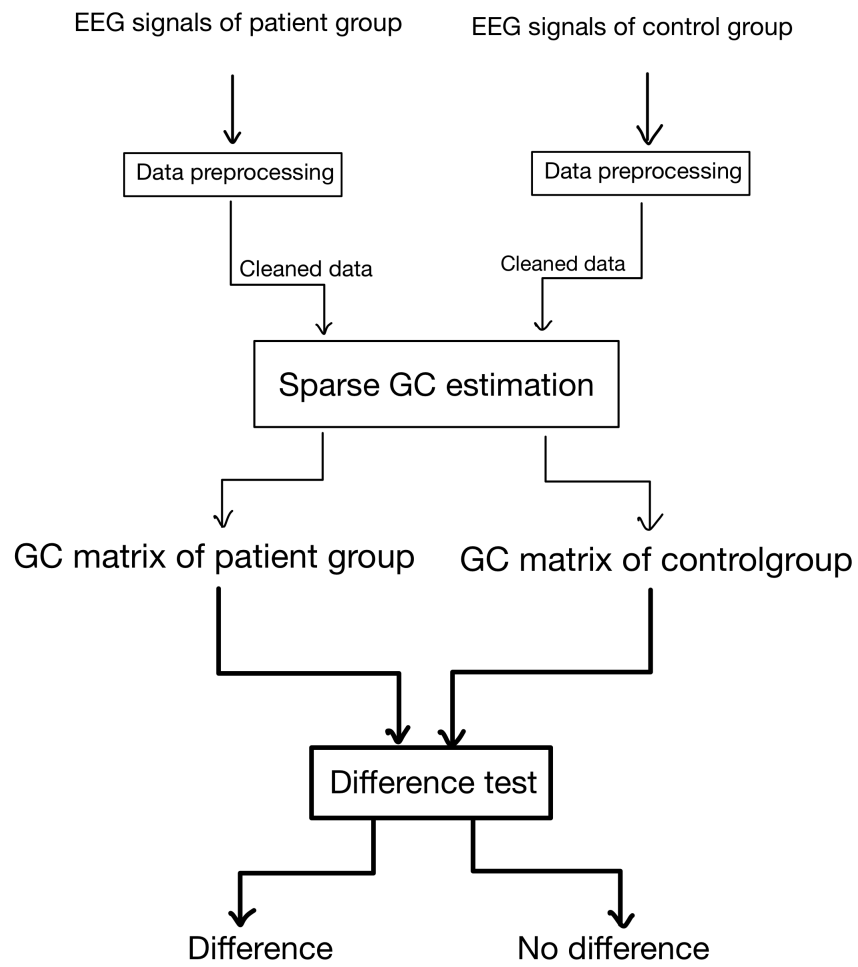 EEG signals of patient group
EEG signals of control group
Data preprocessing
Data preprocessing
Cleaned data
Cleaned data
Sparse GC estimation
GC matrix of patient group
GC matrix of controlgroup
Difference test
Difference
No difference